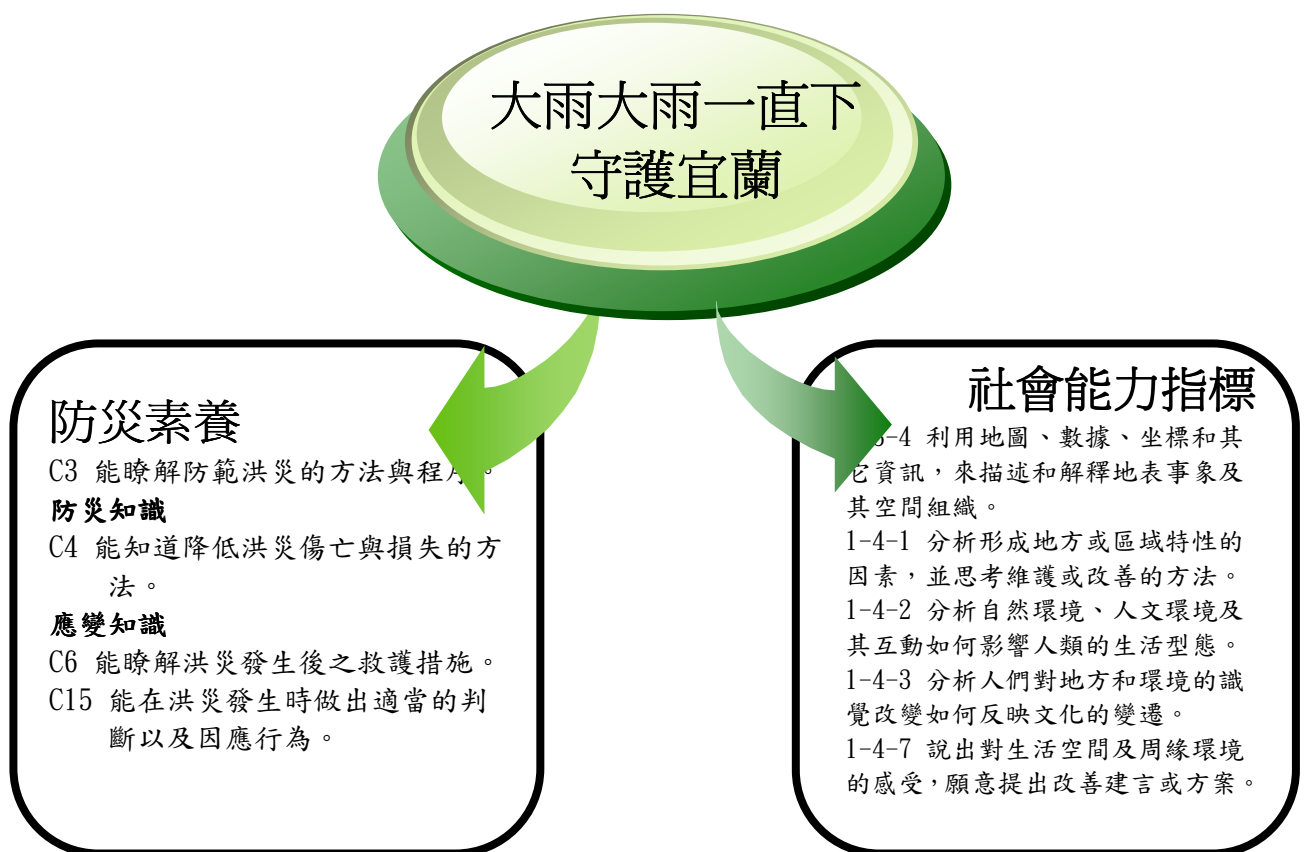 大雨大雨一直下
守護宜蘭
防災素養
C3 能瞭解防範洪災的方法與程序。
防災知識
C4 能知道降低洪災傷亡與損失的方
法。
應變知識
C6 能瞭解洪災發生後之救護措施。
C15 能在洪災發生時做出適當的判
斷以及因應行為。
社會能力指標
-4 利用地圖、數據、坐標和其
它資訊，來描述和解釋地表事象及
其空間組織。
1-4-1 分析形成地方或區域特性的
因素，並思考維護或改善的方法。
1-4-2 分析自然環境、人文環境及
其互動如何影響人類的生活型態。
1-4-3 分析人們對地方和環境的識
覺改變如何反映文化的變遷。
1-4-7 說出對生活空間及周緣環境
的感受，願意提出改善建言或方案。